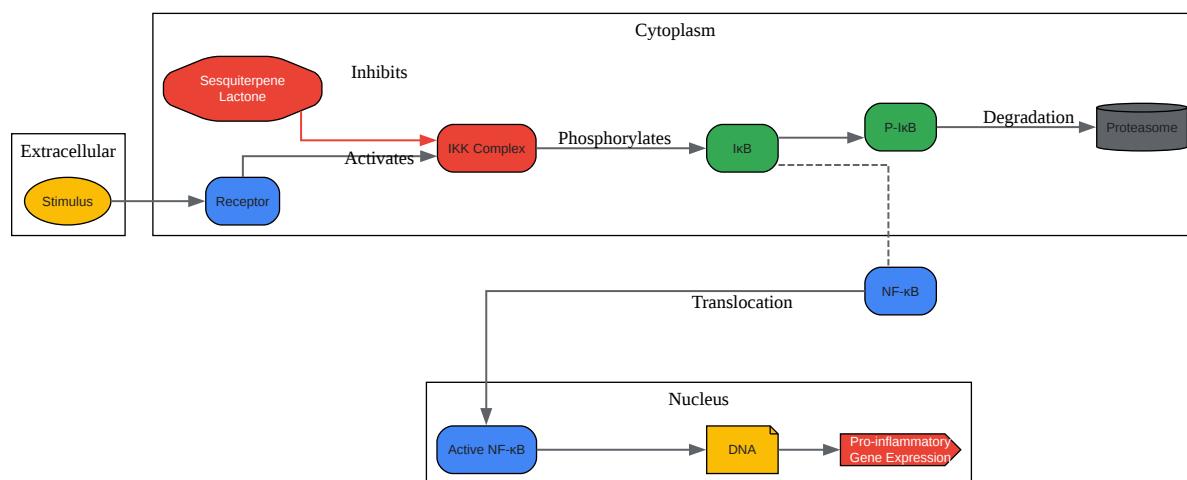 Cytoplasm
Sesquiterpene
Lactone
Inhibits
P-IκB
Degradation
Proteasome
Extracellular
IKK Complex
Phosphorylates
IκB
Activates
Stimulus
Receptor
NF-κB
Translocation
Nucleus
Active NF-κB
DNA
Pro-inflammatory
Gene Expression